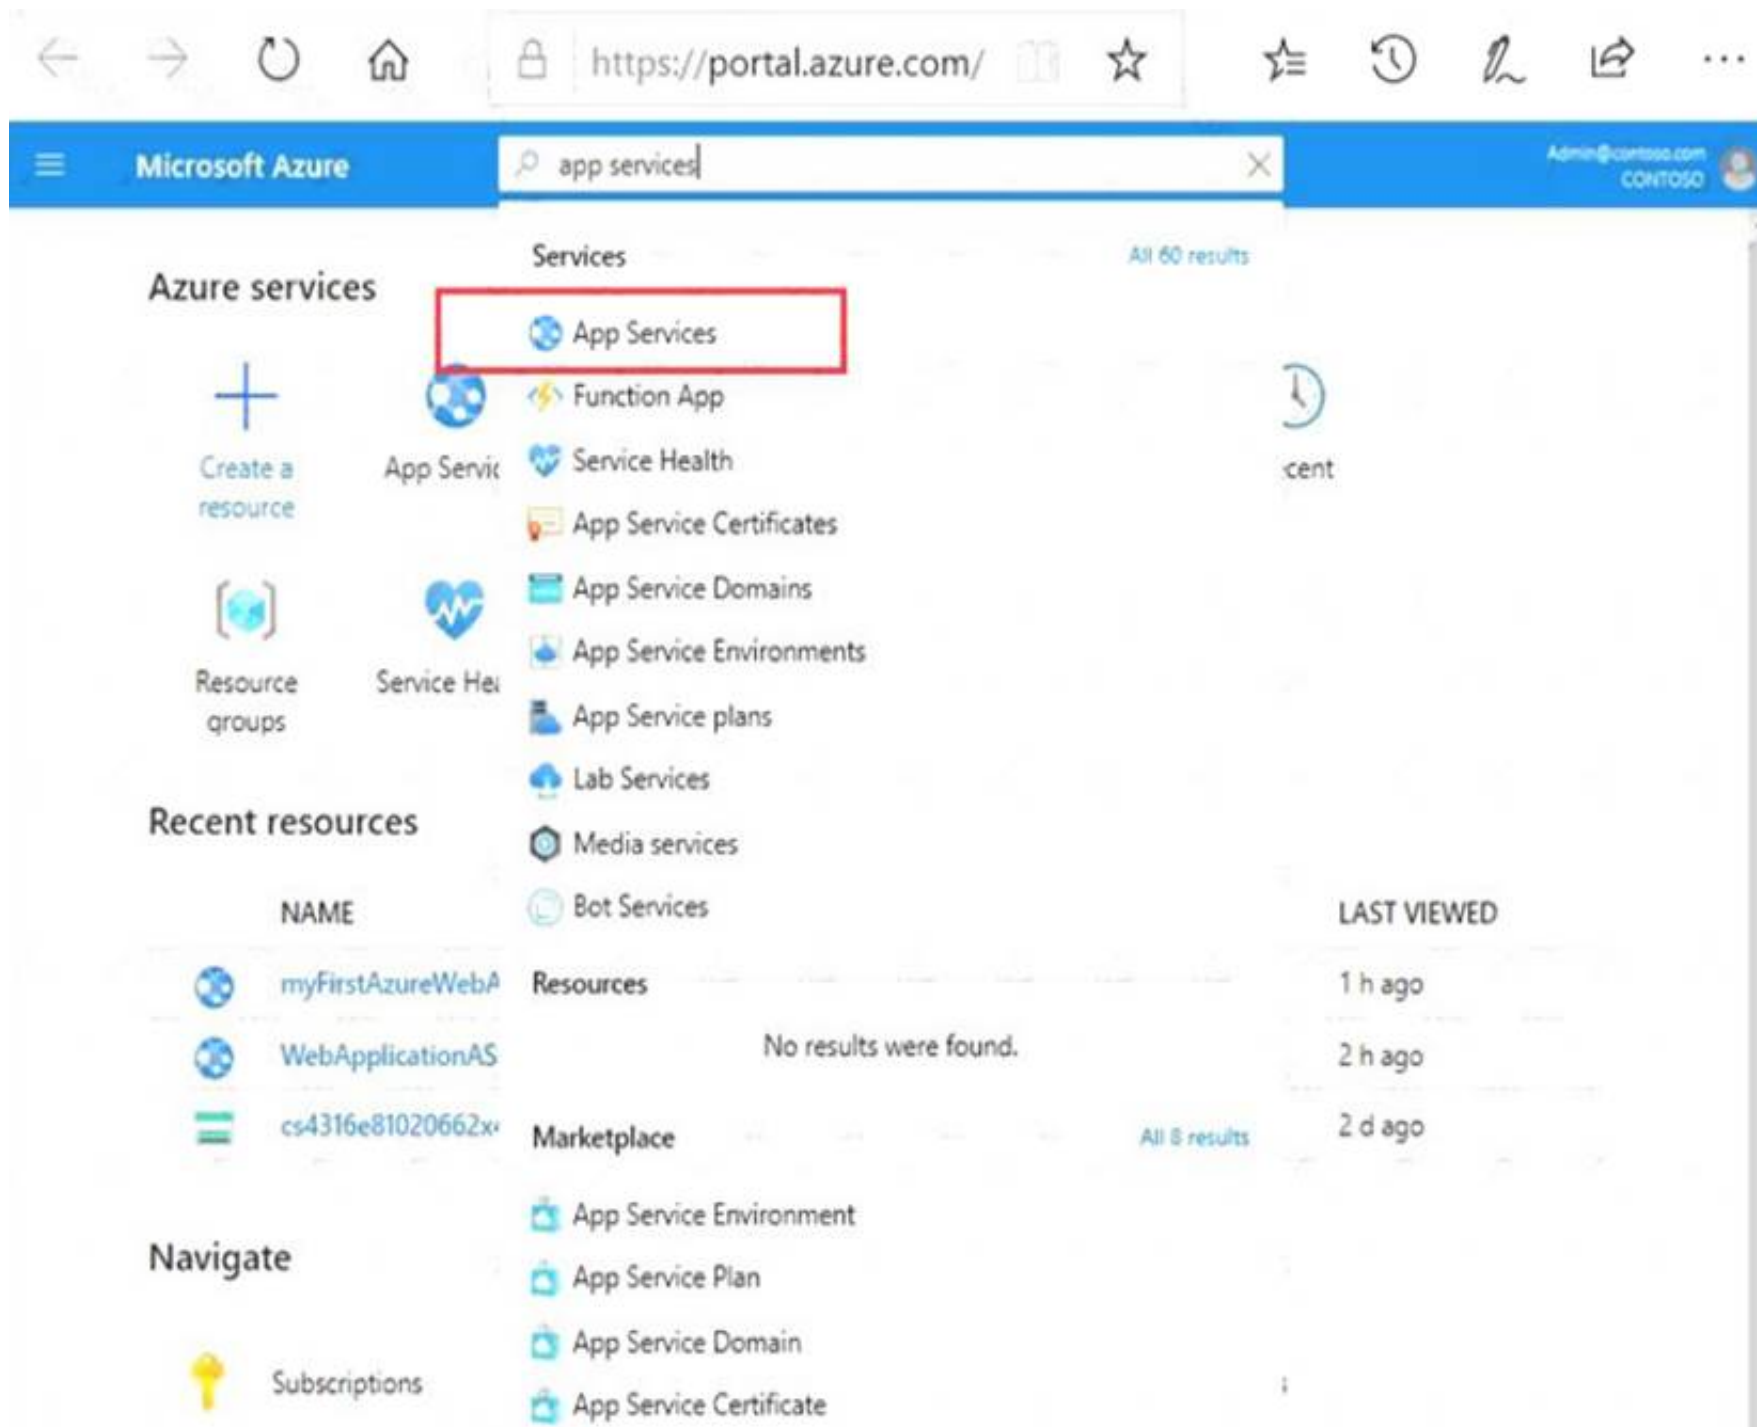 https://portal.azure.com/
Microsoft Azure
app services
Admin@contoso.com
CONTOSO
Services
All 60 results
Azure services
App Services
Function App
Create a
resource
App Servic
Service Health
cent
App Service Certificates
App Service Domains
App Service Environments
Resource
groups
Service Hea
App Service plans
Lab Services
Recent resources
Media services
NAME
Bot Services
LAST VIEWED
myFirstAzureWebA
Resources
1 h ago
No results were found.
WebApplicationAS
2 h ago
cs4316e81020662x
Marketplace
All 8 results
2 d ago
App Service Environment
Navigate
App Service Plan
App Service Domain
Subscriptions
App Service Certificate